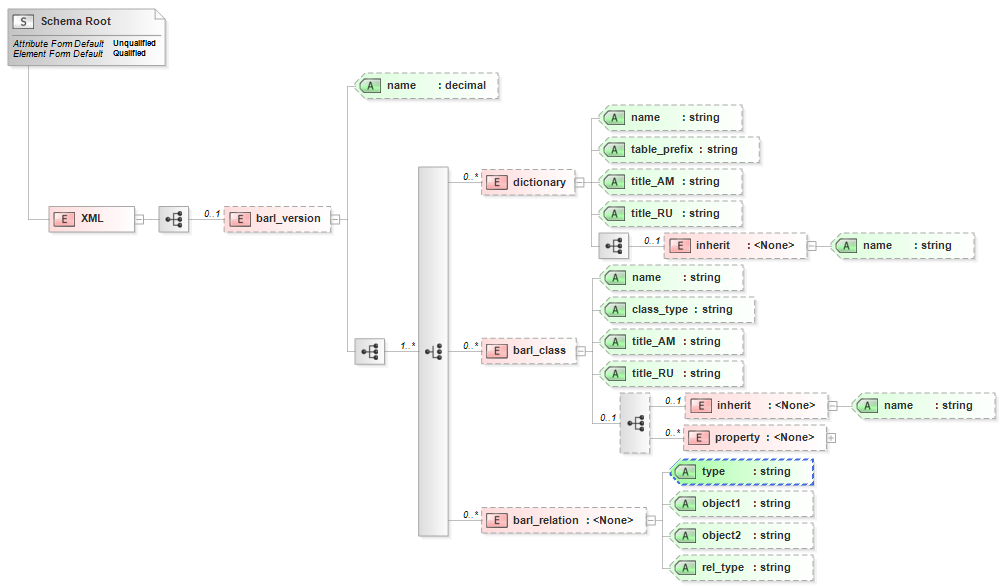 S Schema Root
Attribute Form Default Unqualified
Element Form Default Qualified
A name : decimal
A name : string
A table_prefix : string
0..* E dictionary
A title_AM : string
A title_RU : string
E XML
0..1 E barl_version
0..1 E inherit : <None>
A name : string
A name : string
A class_type : string
1..*
0..* E barl_class
A title_AM : string
A title_RU : string
0..1
0..1 E inherit : <None>
A name : string
0..* E property : <None>
A type : string
A object1 : string
0..* E barl_relation : <None>
A object2 : string
A rel_type : string